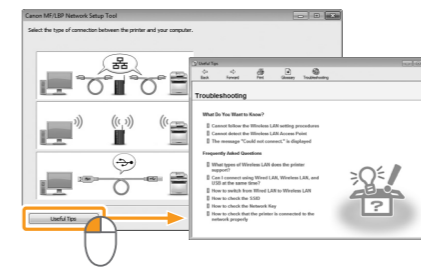 Canon MF/LBP Network Setup Tool
Select the type of connection between the printer and your computer.
Useful Tips
Useful Tips
Back Forward Print Glossary Troubleshooting
Troubleshooting
What Do You Want to Know?
Cannot follow the Wireless LAN setting procedures
Cannot detect the Wireless LAN Access Point
The message "Could not connect." is displayed
Frequently Asked Questions
What types of Wireless LAN does the printer
support?
Can I connect using Wired LAN, Wireless LAN, and
USB at the same time?
How to switch from Wired LAN to Wireless LAN
How to check the SSID
How to check the Network Key
How to check that the printer is connected to the
network properly
?